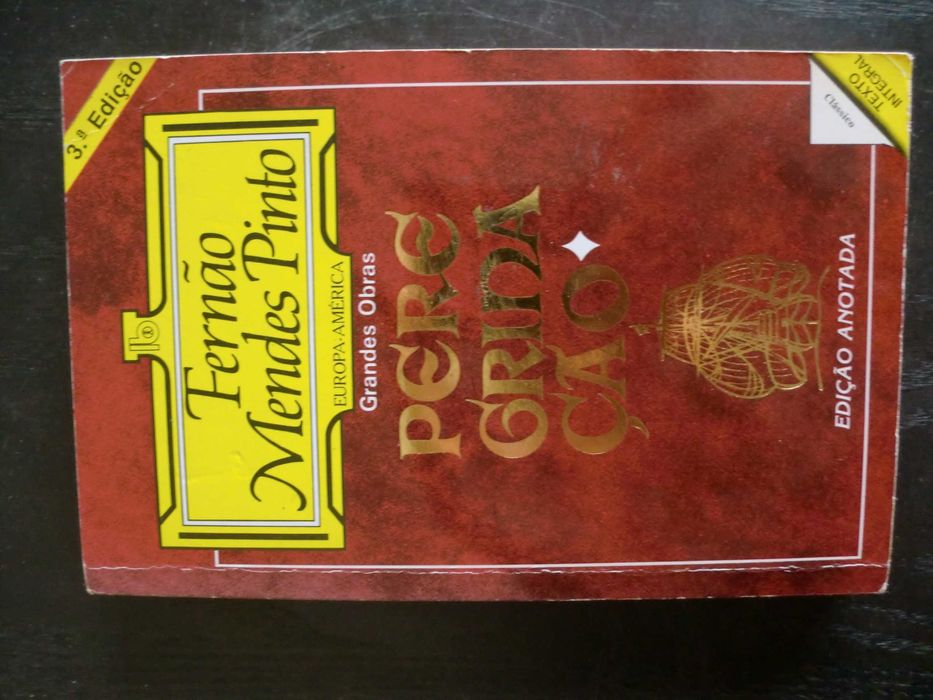 3.ª Edição
Fernão
Mendes Pinto
EUROPA-AMÉRICA
Grandes Obras
PERE
GRINA
ÇÃO
EDIÇÃO ANOTADA
Clássico
TEXTO
INTEGRAL